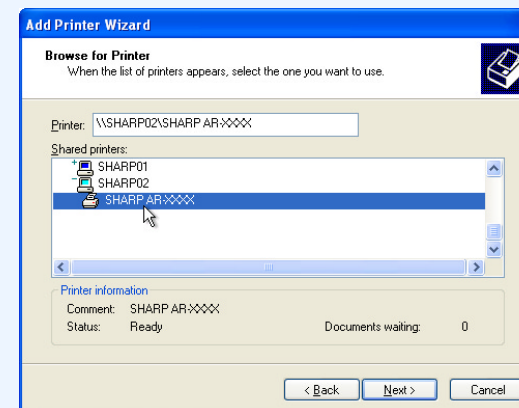 Add Printer Wizard
Browse for Printer
When the list of printers appears, select the one you want to use.
Printer: \\SHARP02\SHARP AR-XXXX
Shared printers:
SHARP01
SHARP02
SHARP AR-XXXX
Printer information
Comment: SHARP AR-XXXX
Status: Ready Documents waiting: 0
< Back Next > Cancel